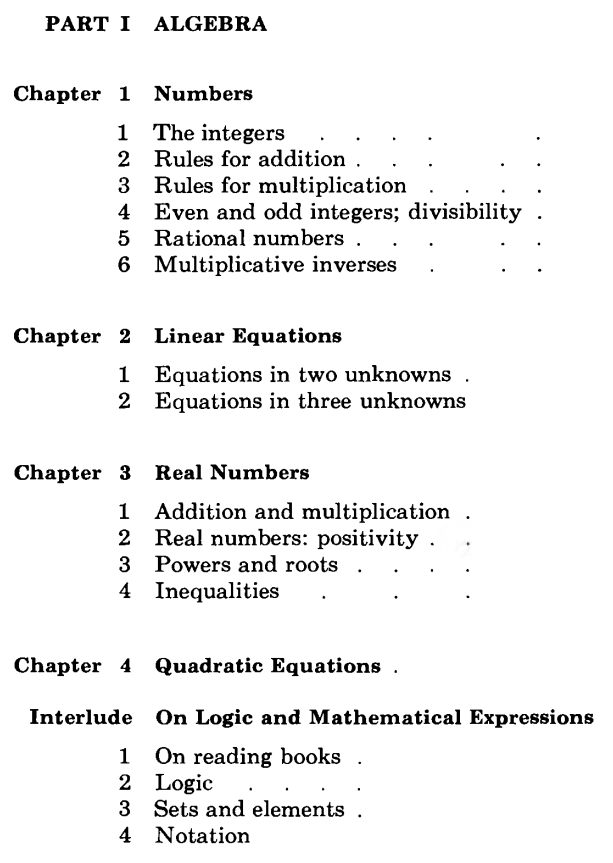 PART I ALGEBRA
Chapter 1 Numbers
1 The integers . . . . .
2 Rules for addition . . . . .
3 Rules for multiplication . . . .
4 Even and odd integers; divisibility .
5 Rational numbers . . . . .
6 Multiplicative inverses . . .
Chapter 2 Linear Equations
1 Equations in two unknowns .
2 Equations in three unknowns
Chapter 3 Real Numbers
1 Addition and multiplication .
2 Real numbers: positivity . .
3 Powers and roots . . . .
4 Inequalities . . .
Chapter 4 Quadratic Equations .
Interlude On Logic and Mathematical Expressions
1 On reading books .
2 Logic . . . .
3 Sets and elements .
4 Notation